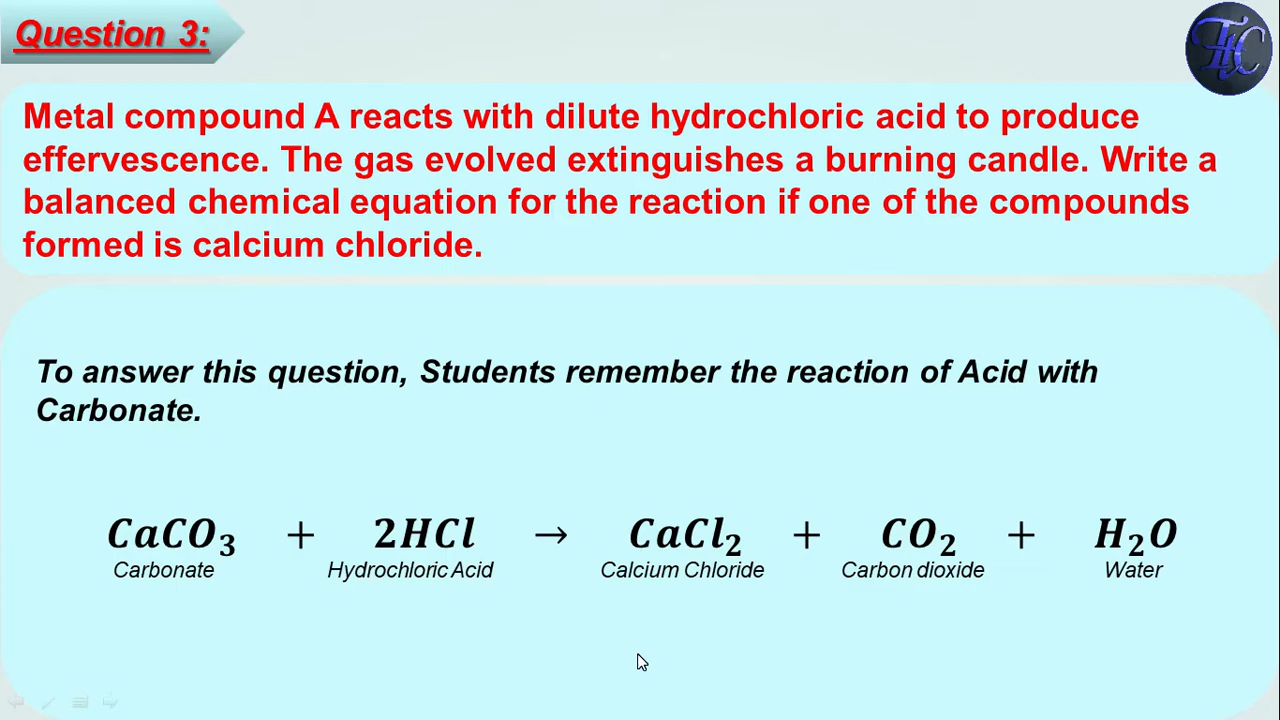 Question 3:
Metal compound A reacts with dilute hydrochloric acid to produce
effervescence. The gas evolved extinguishes a burning candle. Write a
balanced chemical equation for the reaction if one of the compounds
formed is calcium chloride.
To answer this question, Students remember the reaction of Acid with
Carbonate.
CaCO₃ + 2HCl → CaCl₂ + CO₂ + H₂O
Carbonate Hydrochloric Acid Calcium Chloride Carbon dioxide Water